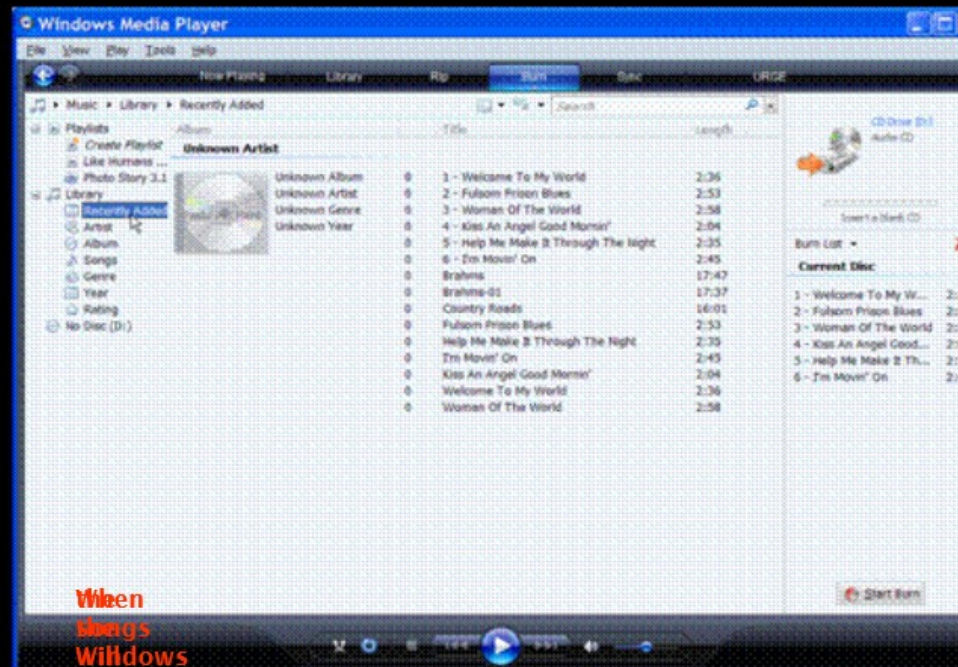 Windows Media Player
File View Play Tools Help
Now Playing Library Rip Burn Sync URGE
Music Library Recently Added Search
Playlists
Create Playlist
Like Humans ...
Photo Story 3.1
Library
Recently Added
Artist
Album
Songs
Genre
Year
Rating
No Disc (D:)
Album Title Length
Unknown Artist
Unknown Album
Unknown Artist
Unknown Genre
Unknown Year
1 - Welcome To My World 2:36
2 - Fulsom Prison Blues 2:53
3 - Woman Of The World 2:58
4 - Kiss An Angel Good Mornin' 2:04
5 - Help Me Make It Through The Night 2:35
6 - I'm Movin' On 2:45
Brahms 17:47
Brahms-01 17:37
Country Roads 16:01
Fulsom Prison Blues 2:53
Help Me Make It Through The Night 2:35
I'm Movin' On 2:45
Kiss An Angel Good Mornin' 2:04
Welcome To My World 2:36
Woman Of The World 2:58
CD Drive (D:)
Audio CD
Insert a blank CD
Burn List
Current Disc
1 - Welcome To My W...
2 - Fulsom Prison Blues
3 - Woman Of The World
4 - Kiss An Angel Good...
5 - Help Me Make It Th...
6 - I'm Movin' On
Start Burn
When
songs
Windows